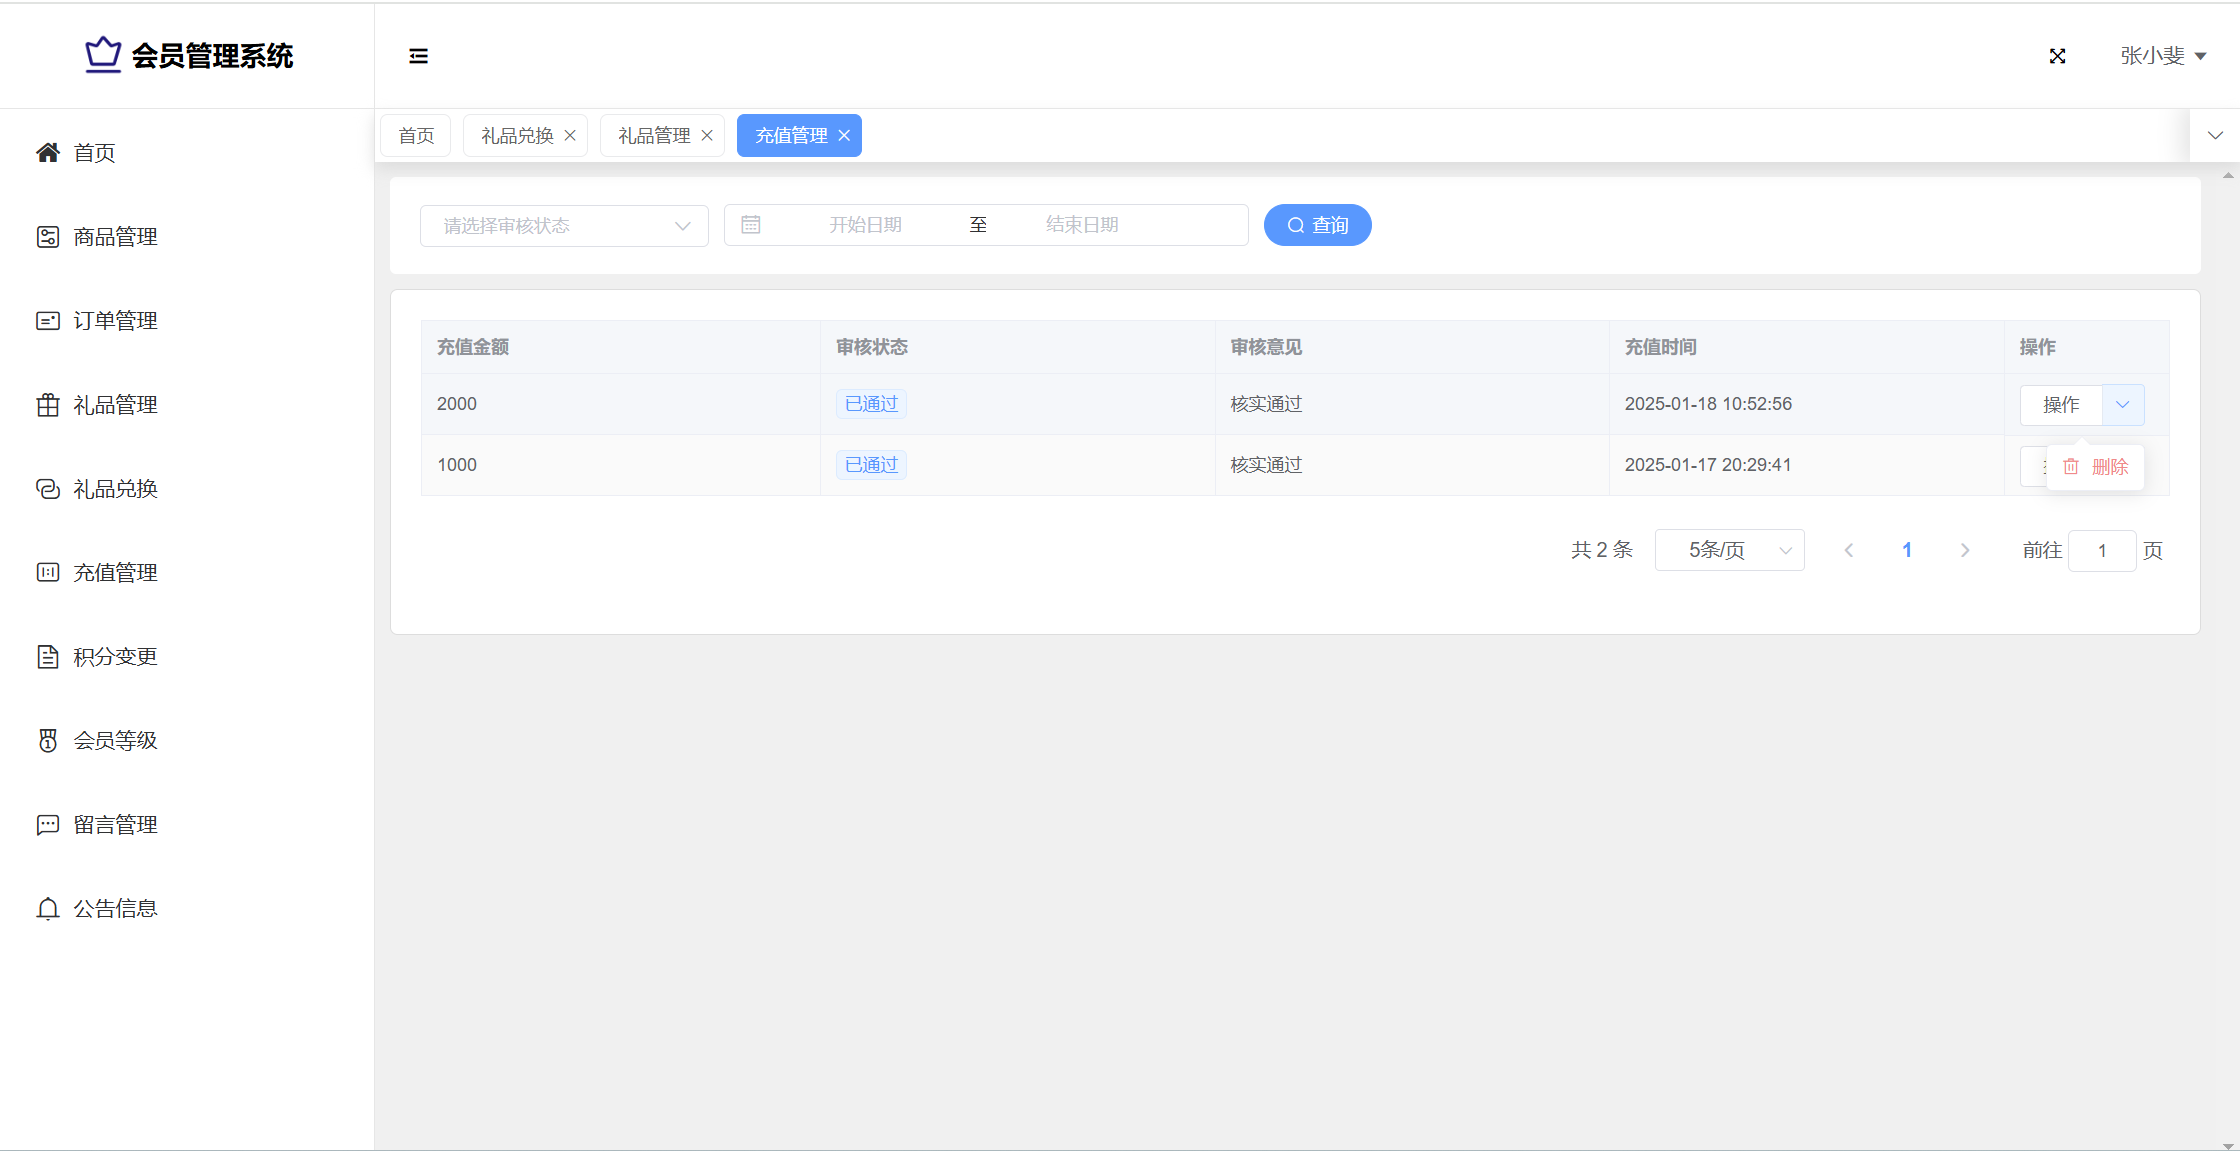 会员管理系统
张小斐
首页
商品管理
订单管理
礼品管理
礼品兑换
充值管理
积分变更
会员等级
留言管理
公告信息
首页 礼品兑换 礼品管理 充值管理
请选择审核状态 开始日期 至 结束日期 查询
充值金额 审核状态 审核意见 充值时间 操作
2000 已通过 核实通过 2025-01-18 10:52:56 操作
1000 已通过 核实通过 2025-01-17 20:29:41
删除
共 2 条 5条/页 1 前往 1 页